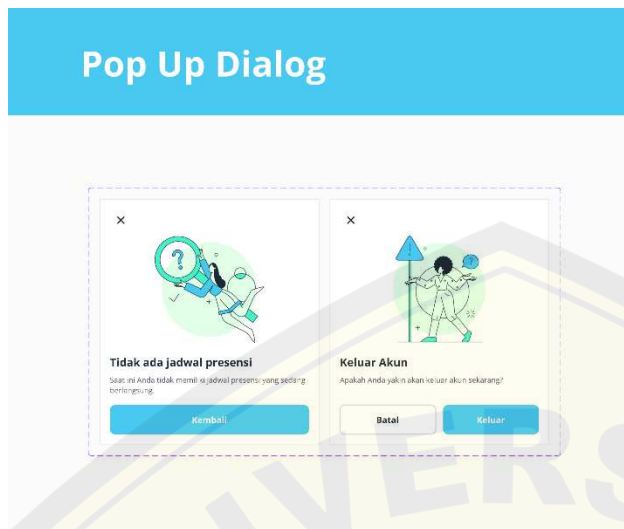 Pop Up Dialog
Tidak ada jadwal presensi
Saat ini Anda tidak memiliki jadwal presensi yang sedang
berlangsung.
Kembali
Keluar Akun
Apakah Anda yakin akan keluar akun sekarang?
Batal
Keluar